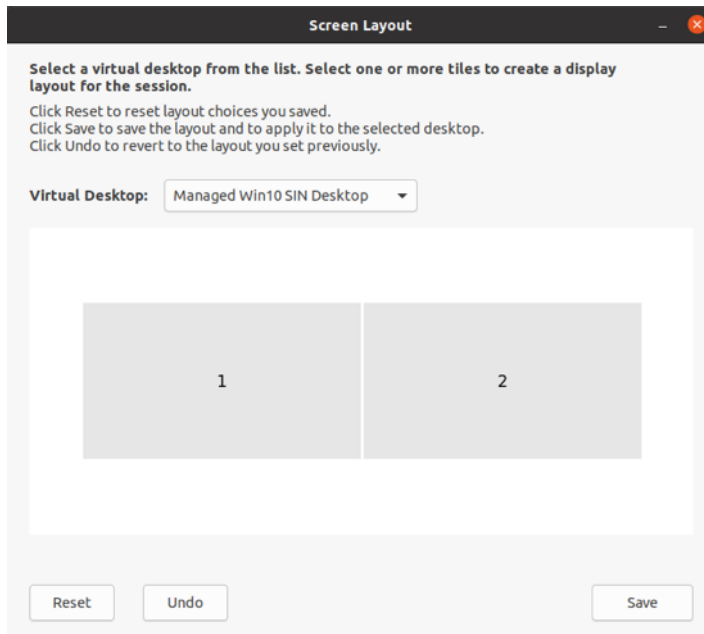 Screen Layout
Select a virtual desktop from the list. Select one or more tiles to create a display
layout for the session.
Click Reset to reset layout choices you saved.
Click Save to save the layout and to apply it to the selected desktop.
Click Undo to revert to the layout you set previously.
Virtual Desktop: Managed Win10 SIN Desktop
1 2
Reset Undo Save